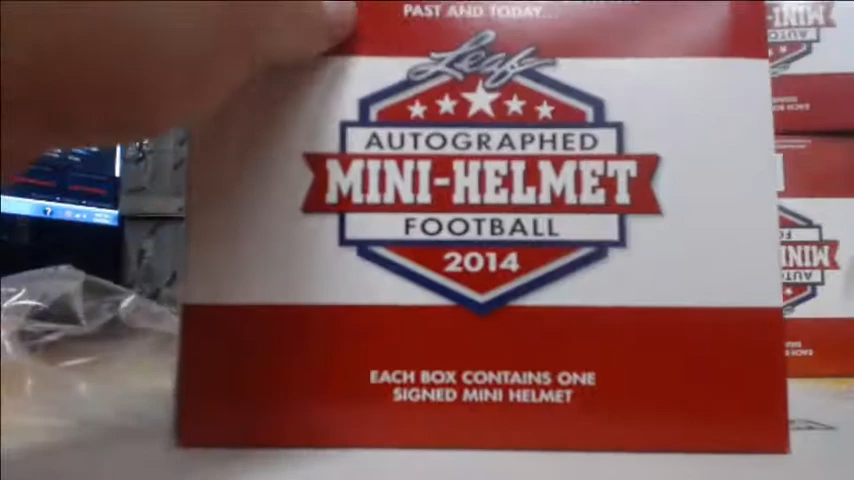 PAST AND TODAY...
Leaf
AUTOGRAPHED
MINI-HELMET
FOOTBALL
2014
EACH BOX CONTAINS ONE
SIGNED MINI HELMET